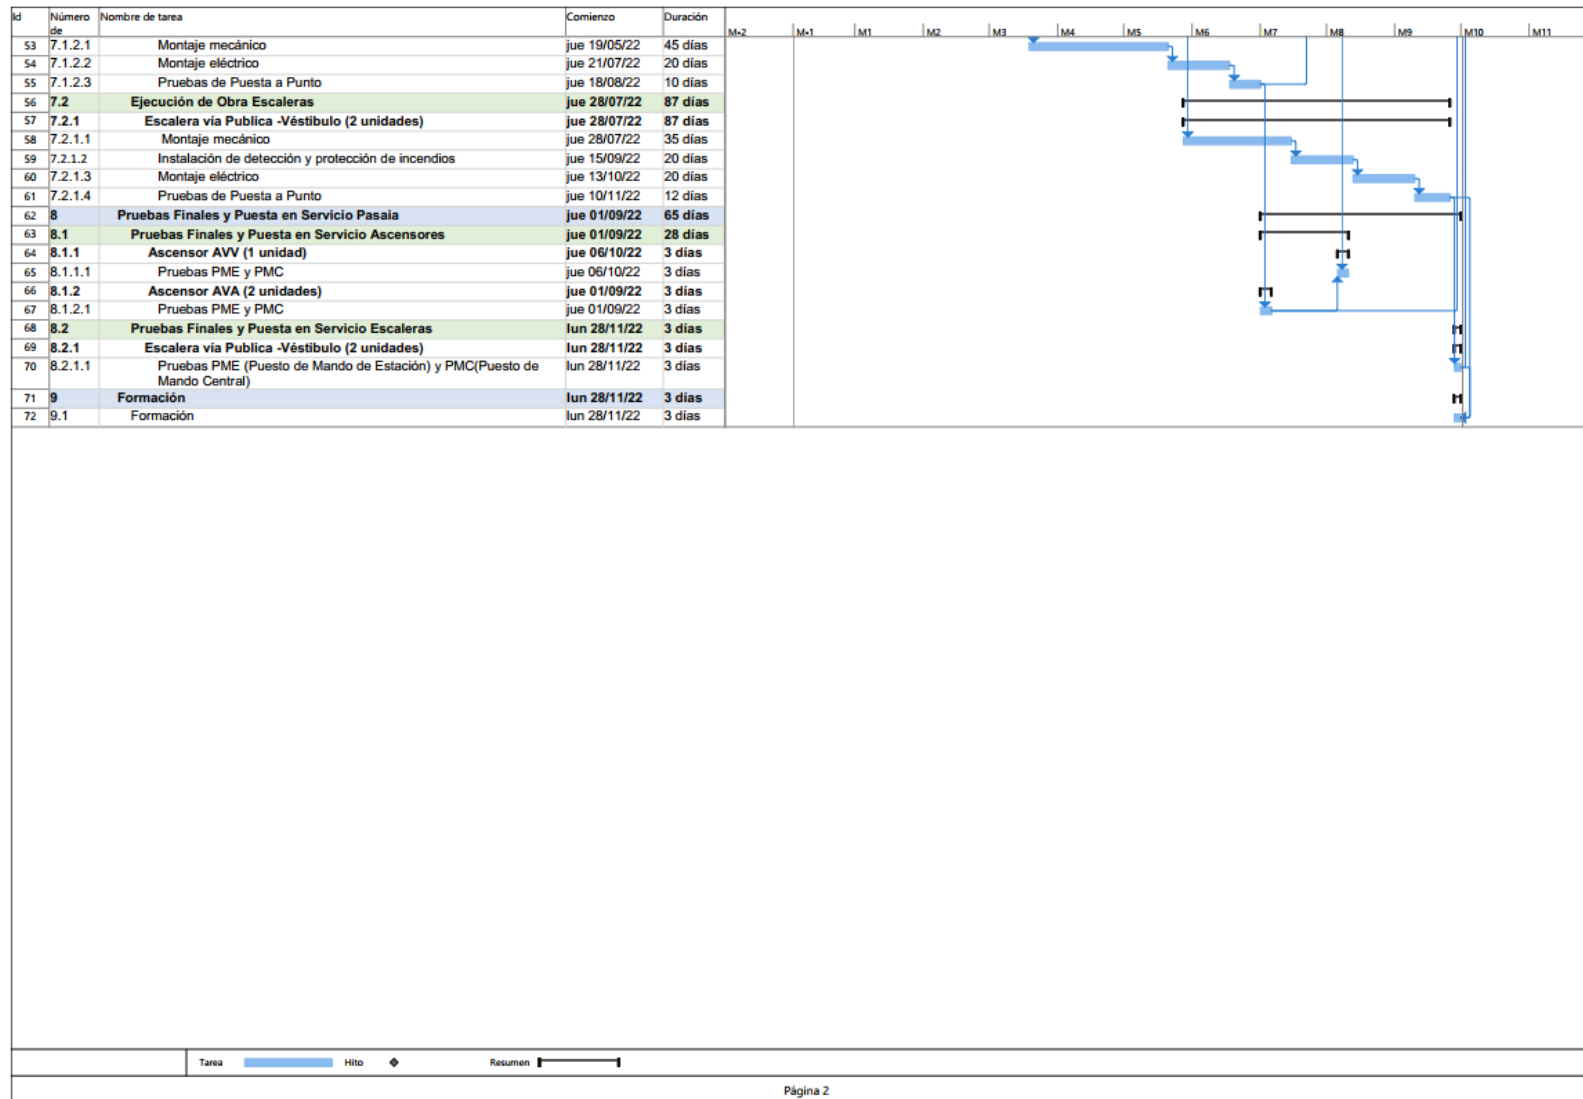 Id Número de Nombre de tarea Comienzo Duración M-2 M-1 M1 M2 M3 M4 M5 M6 M7 M8 M9 M10 M11
53 7.1.2.1 Montaje mecánico jue 19/05/22 45 días
54 7.1.2.2 Montaje eléctrico jue 21/07/22 20 días
55 7.1.2.3 Pruebas de Puesta a Punto jue 18/08/22 10 días
56 7.2 Ejecución de Obra Escaleras jue 28/07/22 87 días
57 7.2.1 Escalera vía Publica -Véstibulo (2 unidades) jue 28/07/22 87 días
58 7.2.1.1 Montaje mecánico jue 28/07/22 35 días
59 7.2.1.2 Instalación de detección y protección de incendios jue 15/09/22 20 días
60 7.2.1.3 Montaje eléctrico jue 13/10/22 20 días
61 7.2.1.4 Pruebas de Puesta a Punto jue 10/11/22 12 días
62 8 Pruebas Finales y Puesta en Servicio Pasaia jue 01/09/22 65 días
63 8.1 Pruebas Finales y Puesta en Servicio Ascensores jue 01/09/22 28 días
64 8.1.1 Ascensor AVV (1 unidad) jue 06/10/22 3 días
65 8.1.1.1 Pruebas PME y PMC jue 06/10/22 3 días
66 8.1.2 Ascensor AVA (2 unidades) jue 01/09/22 3 días
67 8.1.2.1 Pruebas PME y PMC jue 01/09/22 3 días
68 8.2 Pruebas Finales y Puesta en Servicio Escaleras lun 28/11/22 3 días
69 8.2.1 Escalera vía Publica -Véstibulo (2 unidades) lun 28/11/22 3 días
70 8.2.1.1 Pruebas PME (Puesto de Mando de Estación) y PMC(Puesto de lun 28/11/22 3 días
Mando Central)
71 9 Formación lun 28/11/22 3 días
72 9.1 Formación lun 28/11/22 3 días
Tarea Hito Resumen
Página 2